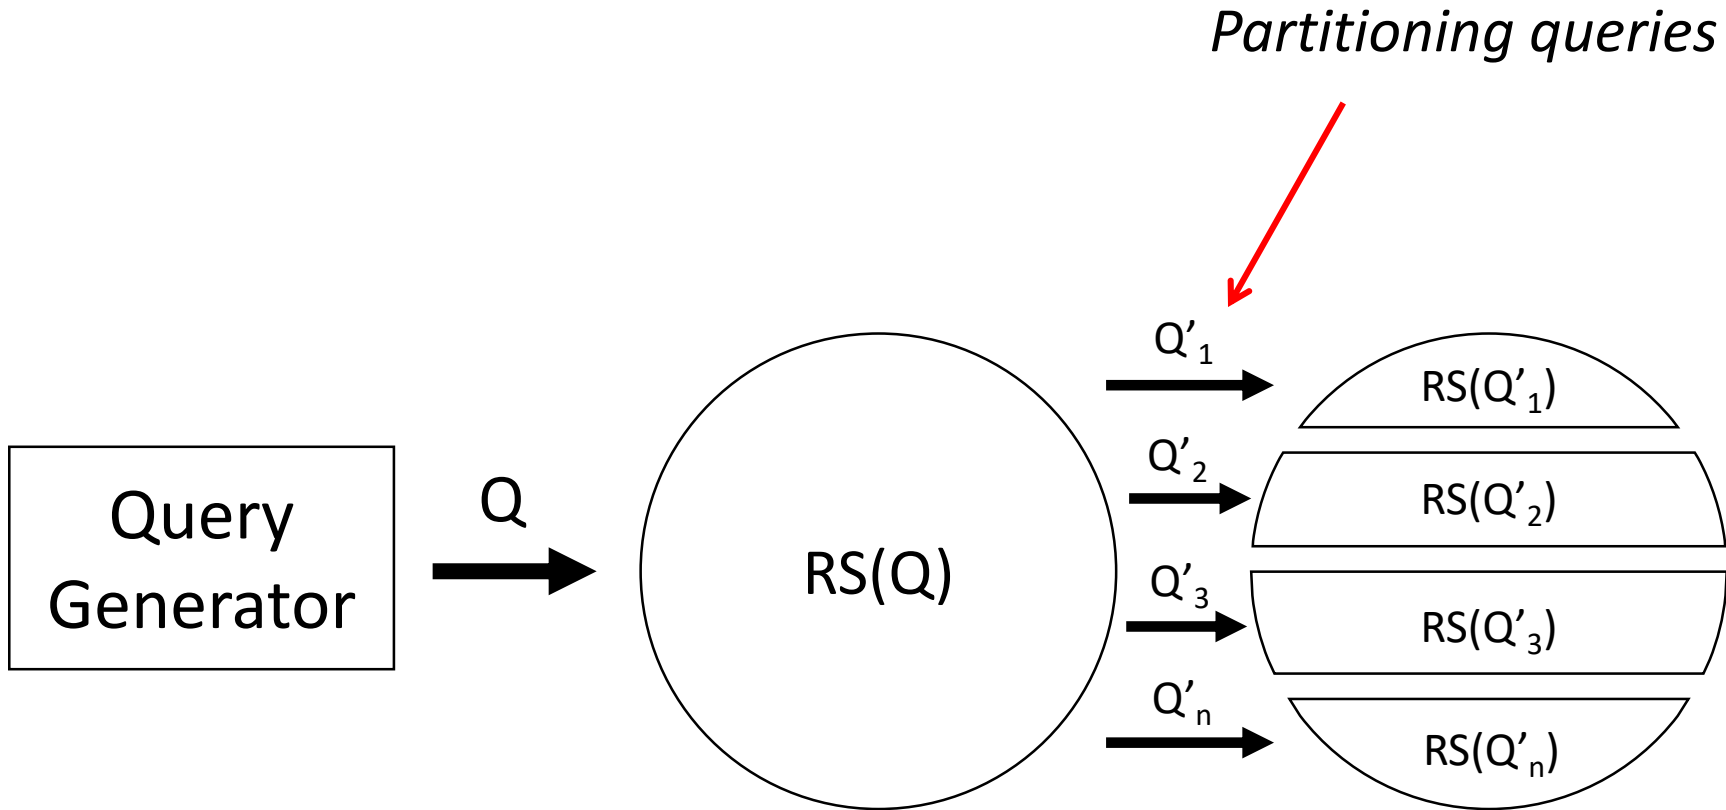 Partitioning queries
Q’1
RS(Q’1)
Q’2
RS(Q’2)
Query
Generator
Q
RS(Q)
Q’3
RS(Q’3)
Q’n
RS(Q’n)